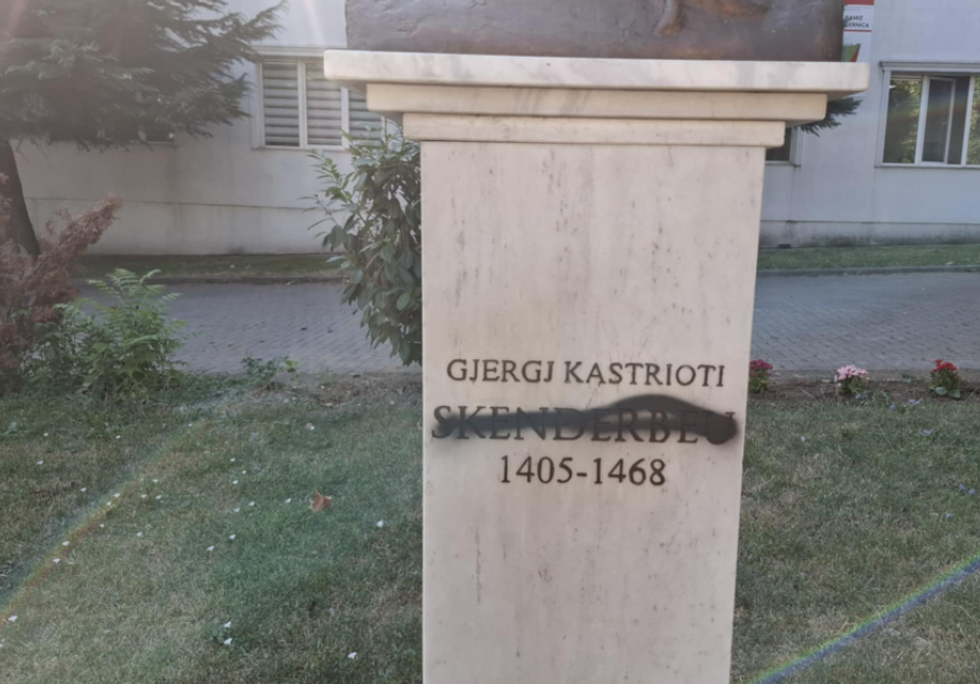 GJERGJ KASTRIOTI
SKENDERBEU
1405-1468